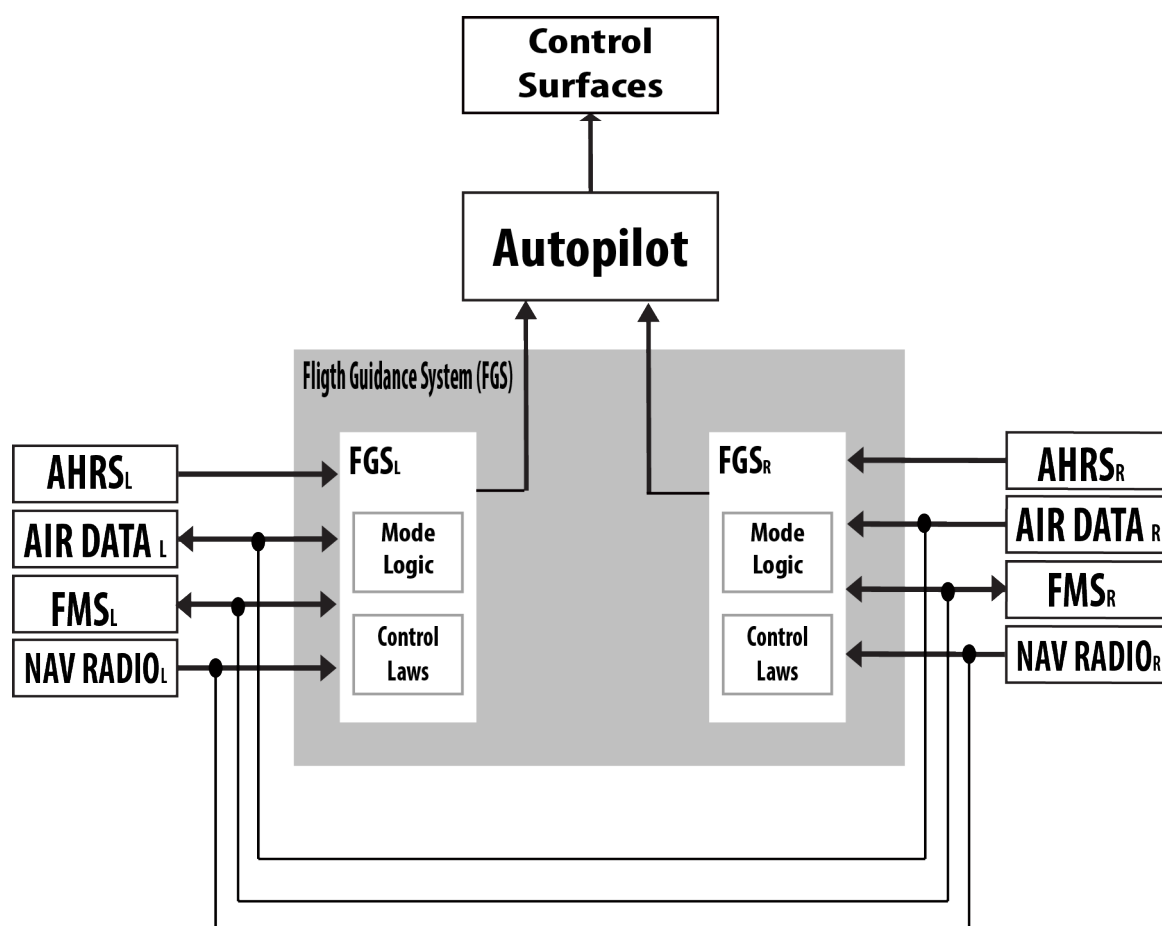 Control
Surfaces
Autopilot
Fligth Guidance System (FGS)
AHRSL
AIR DATA L
FMSL
NAV RADIOL
FGSL
Mode
Logic
Control
Laws
FGSR
Mode
Logic
Control
Laws
AHRSR
AIR DATA R
FMSR
NAV RADIOR